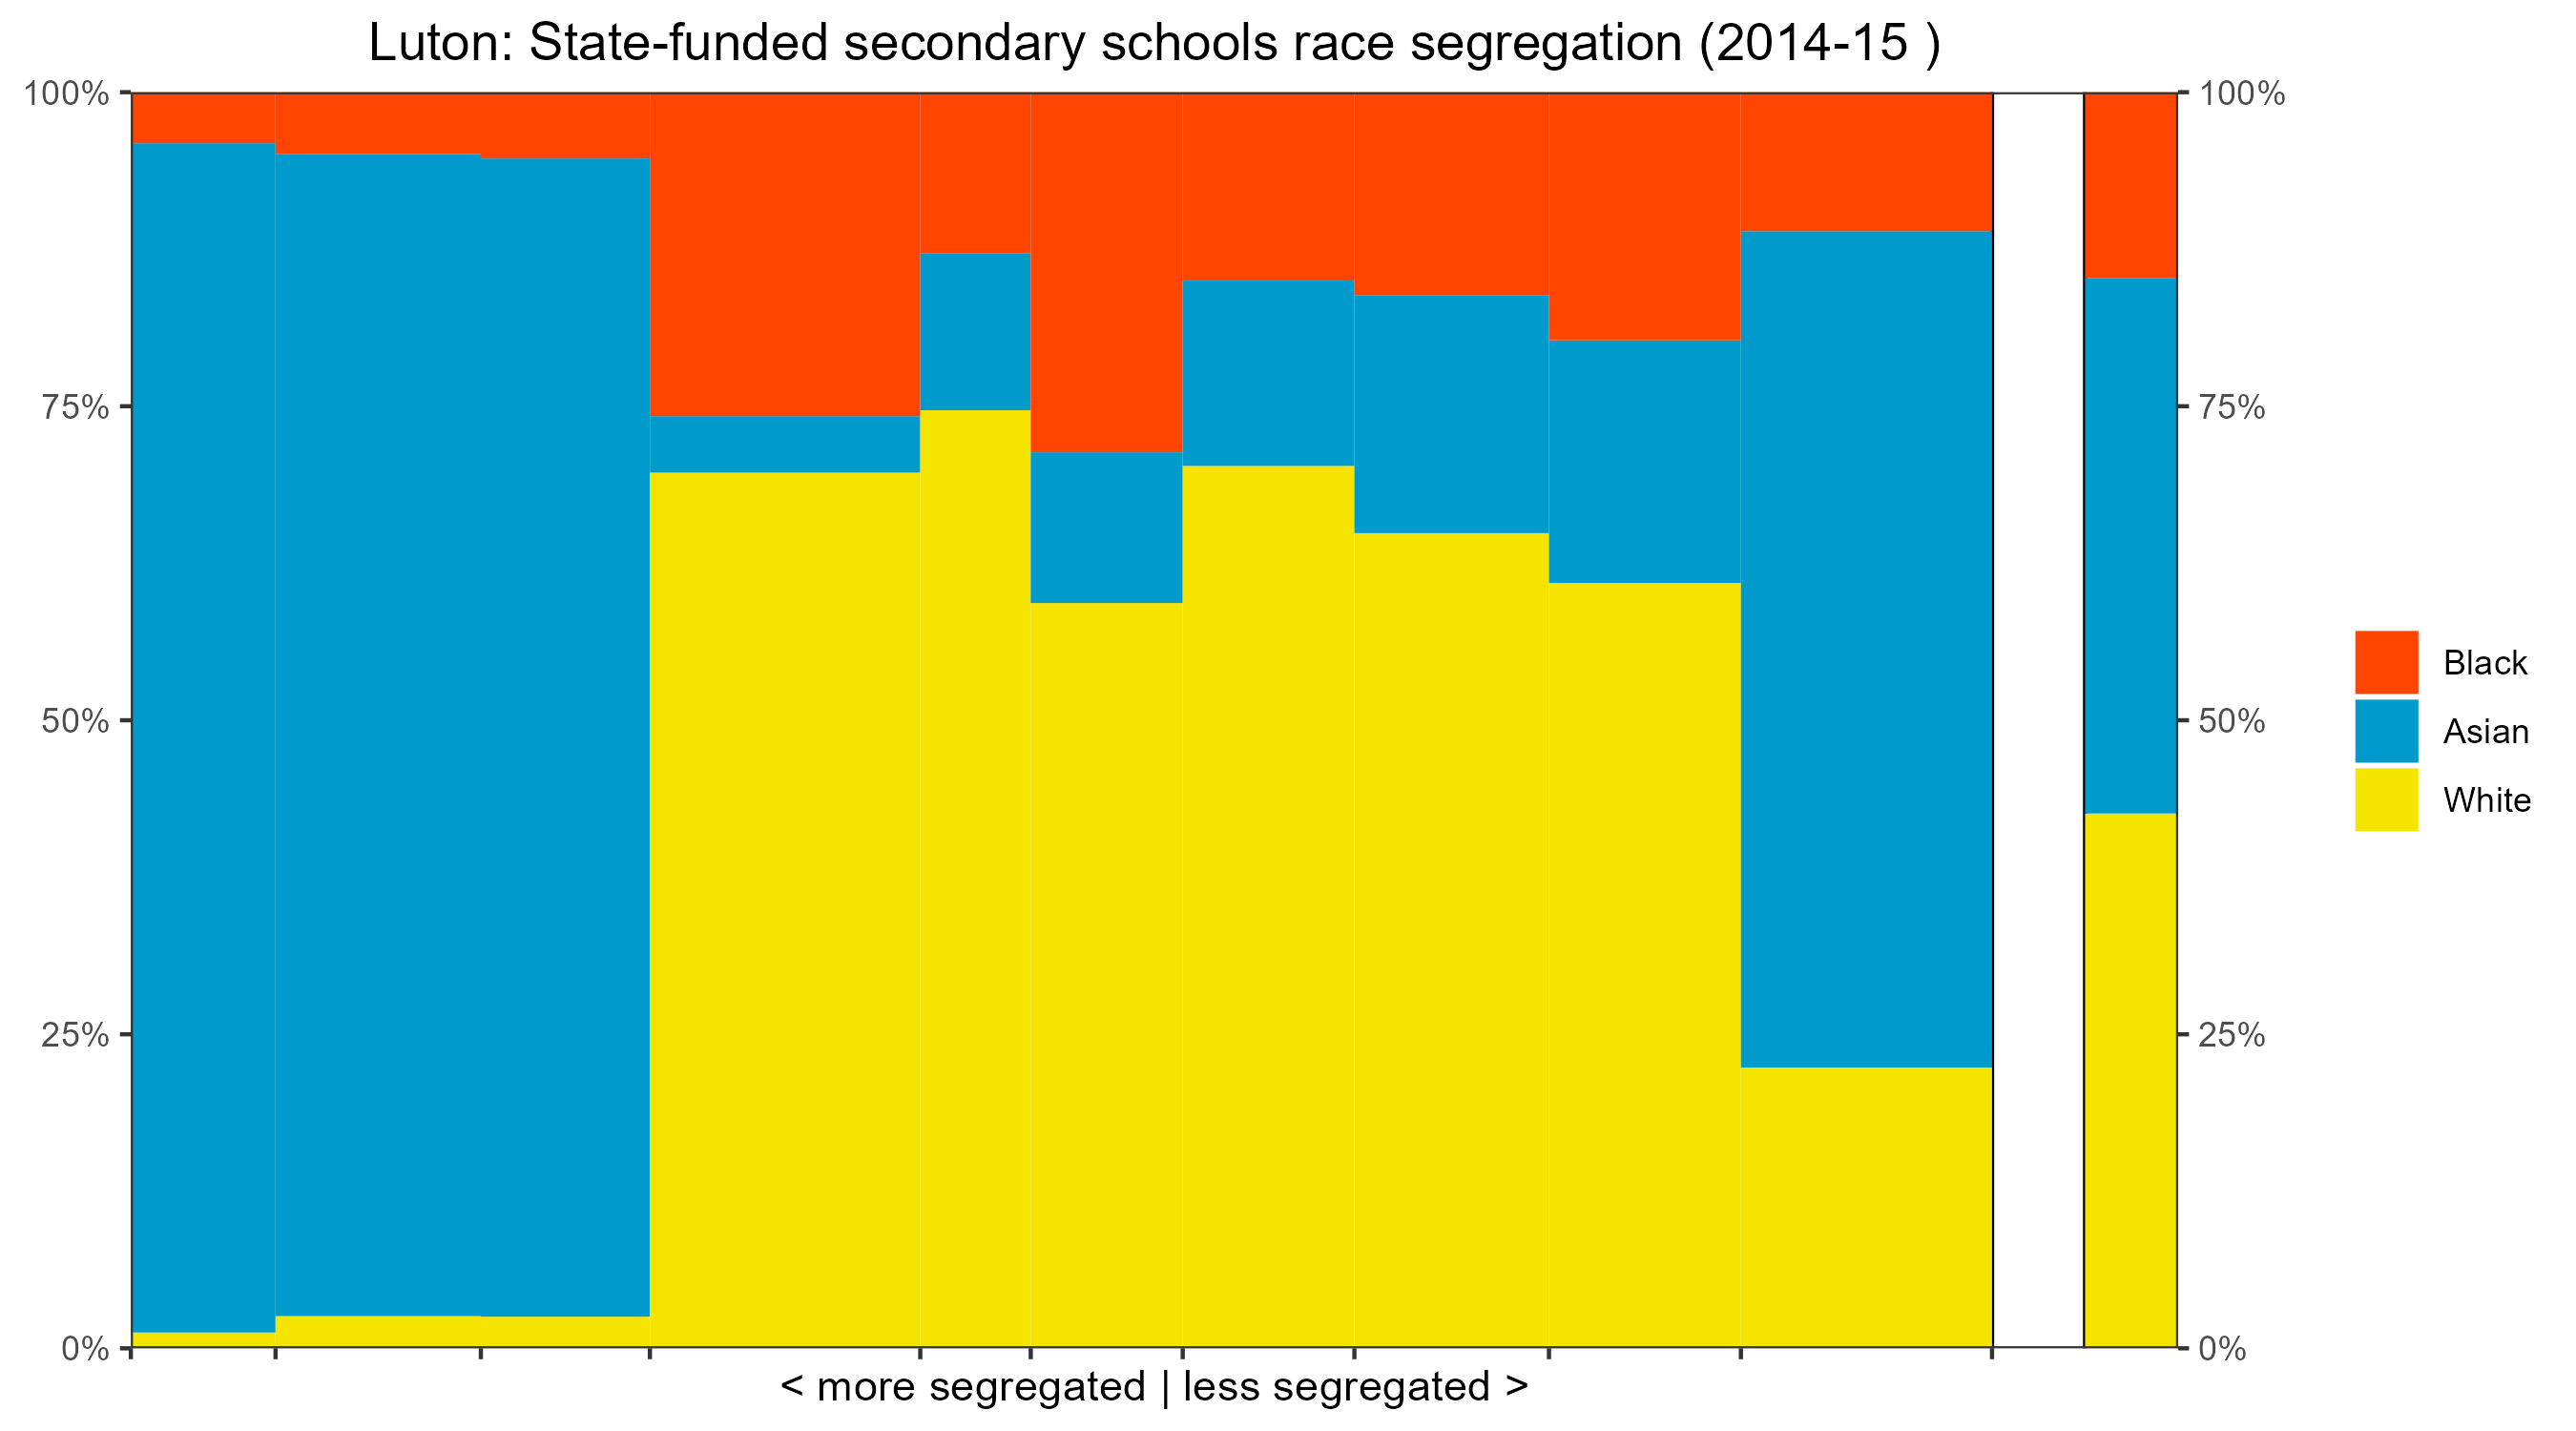 Luton: State-funded secondary schools race segregation (2014-15 )
100%
75%
50%
25%
0%
100%
75%
50%
25%
0%
Black
Asian
White
< more segregated | less segregated >